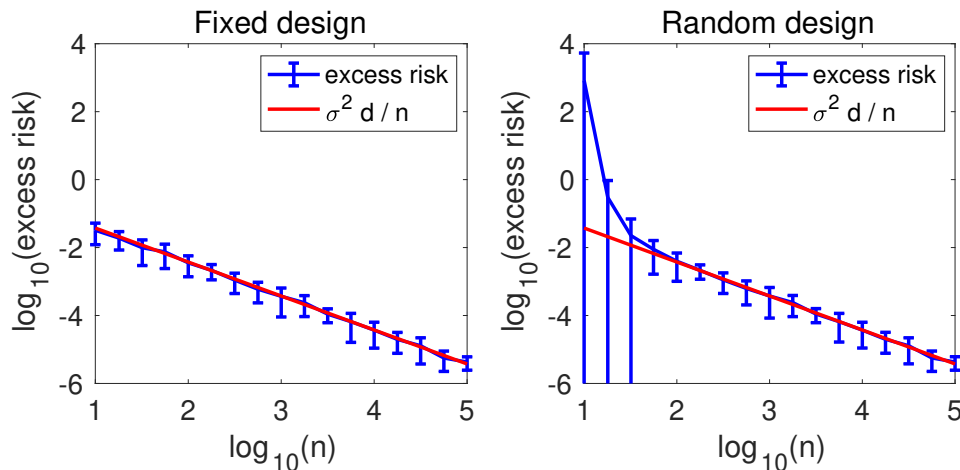 Fixed design
excess risk
σ² d / n
log₁₀(excess risk)
4
2
0
-2
-4
-6
1
2
3
4
5
log₁₀(n)
Random design
excess risk
σ² d / n
log₁₀(excess risk)
4
2
0
-2
-4
-6
1
2
3
4
5
log₁₀(n)